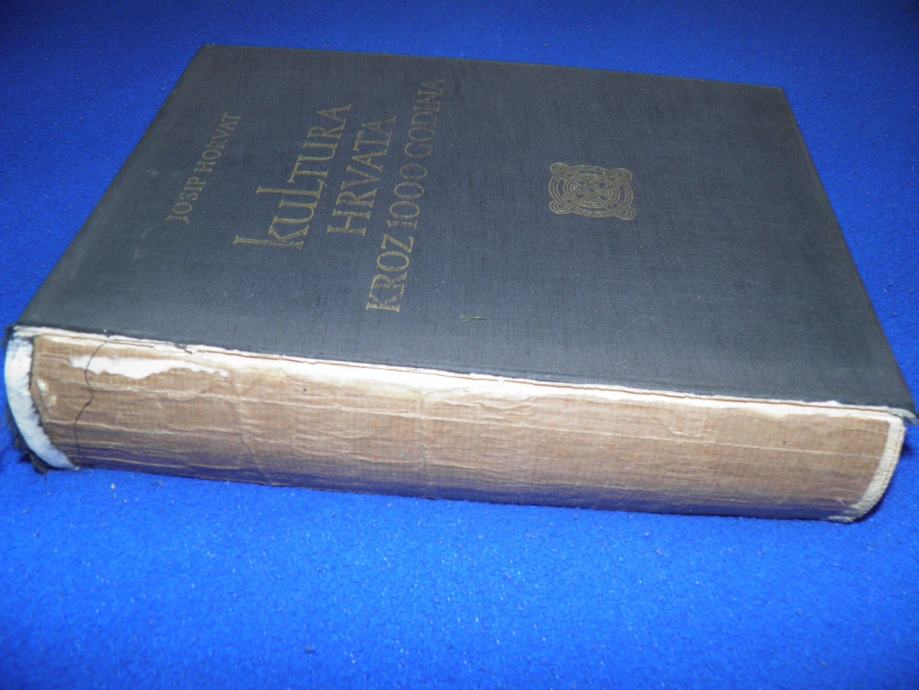 JOSIP HORVAT
kuLTURA
HRVATA
KROZ 1000 GODINA